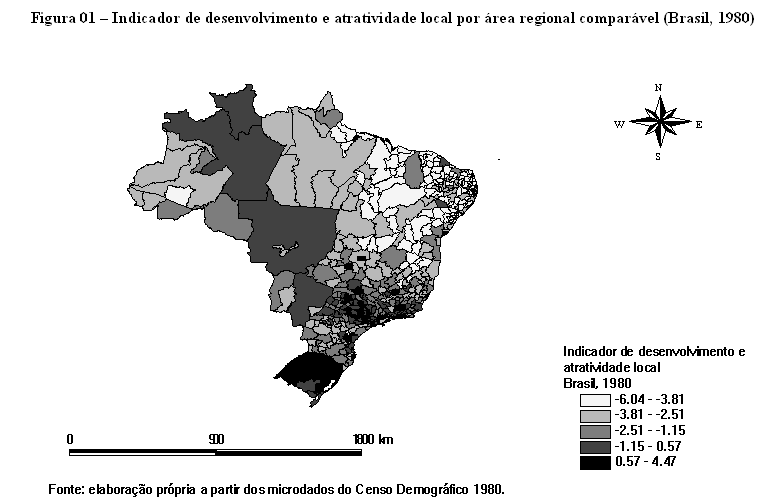 Figura 01 – Indicador de desenvolvimento e atratividade local por área regional comparável (Brasil, 1980)
N
W E
S
Indicador de desenvolvimento e
atratividade local
Brasil, 1980
-6.04 - -3.81
-3.81 - -2.51
-2.51 - -1.15
-1.15 - 0.57
0.57 - 4.47
0 900 1800 km
Fonte: elaboração própria a partir dos microdados do Censo Demográfico 1980.